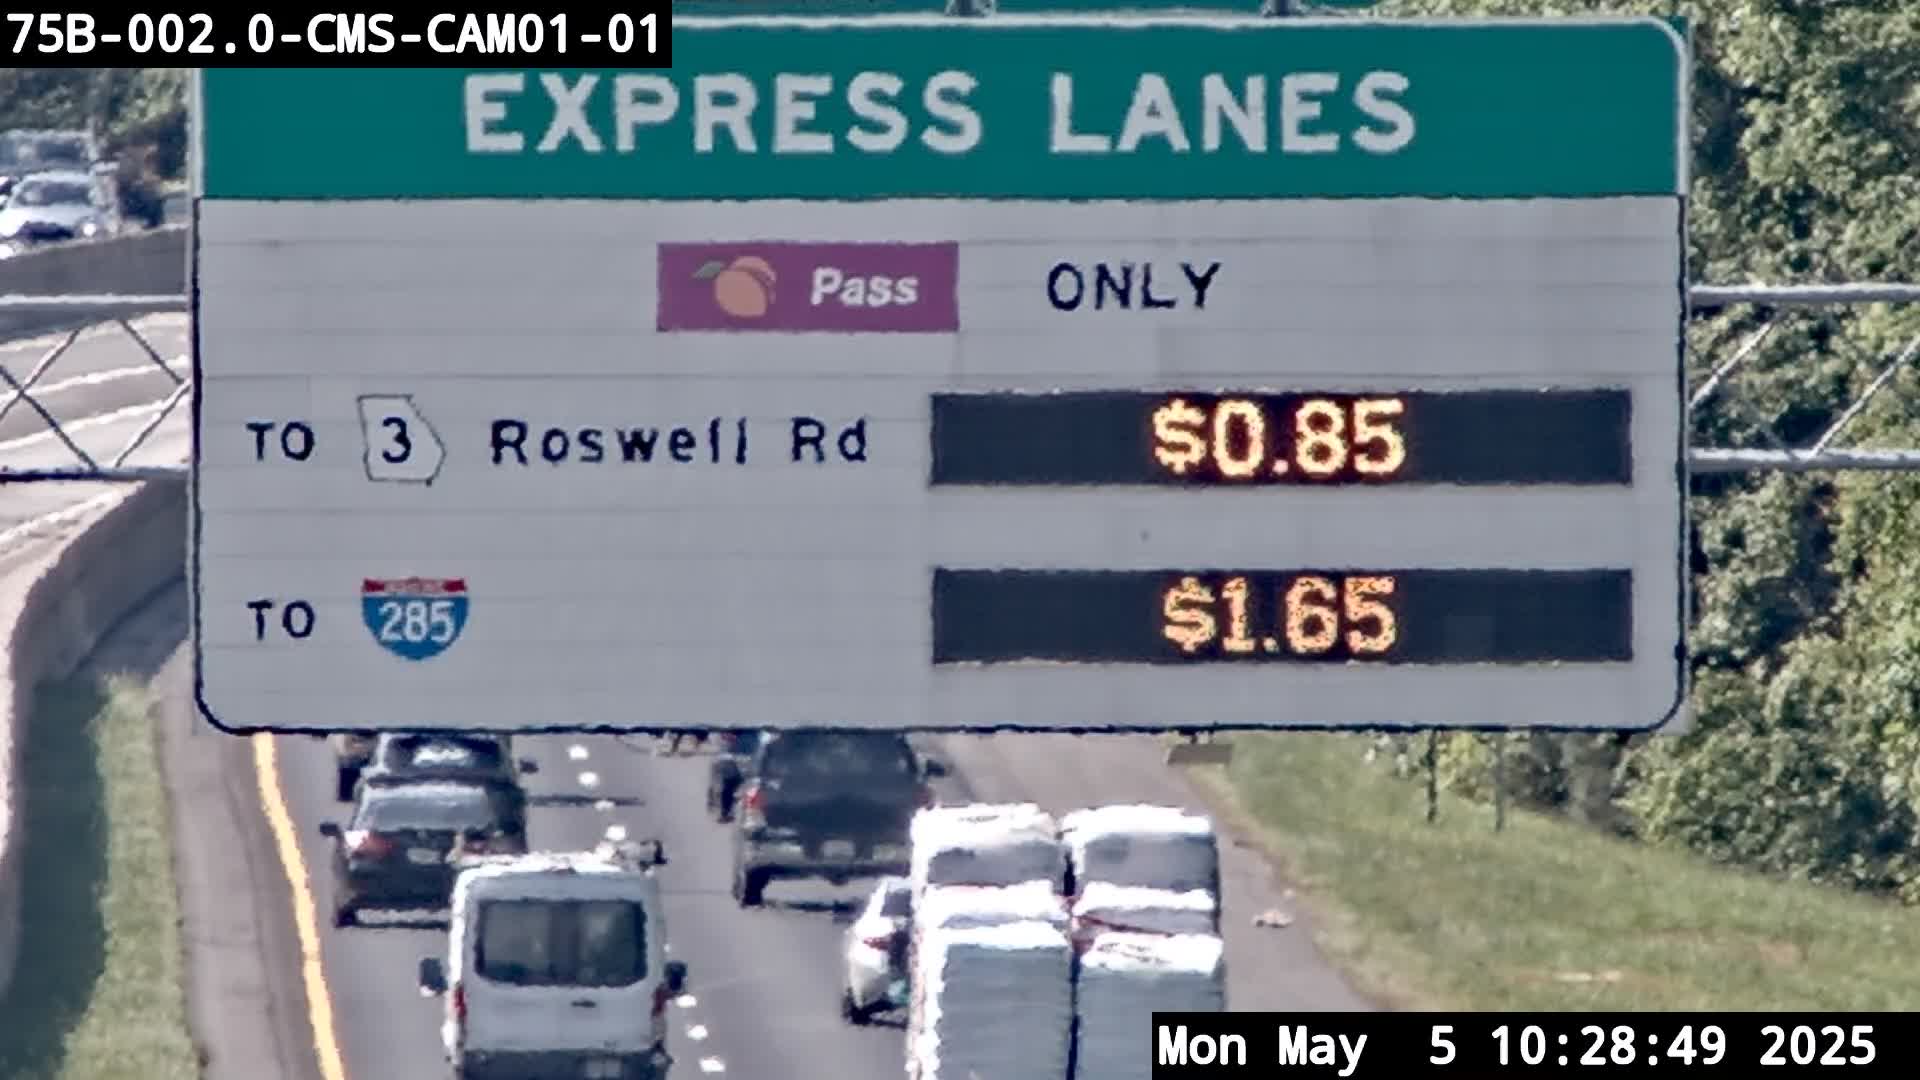 75B-002.0-CMS-CAM01-01
EXPRESS LANES
Pass ONLY
TO 3 Roswell Rd $0.85
TO 285 $1.65
Mon May 5 10:28:49 2025